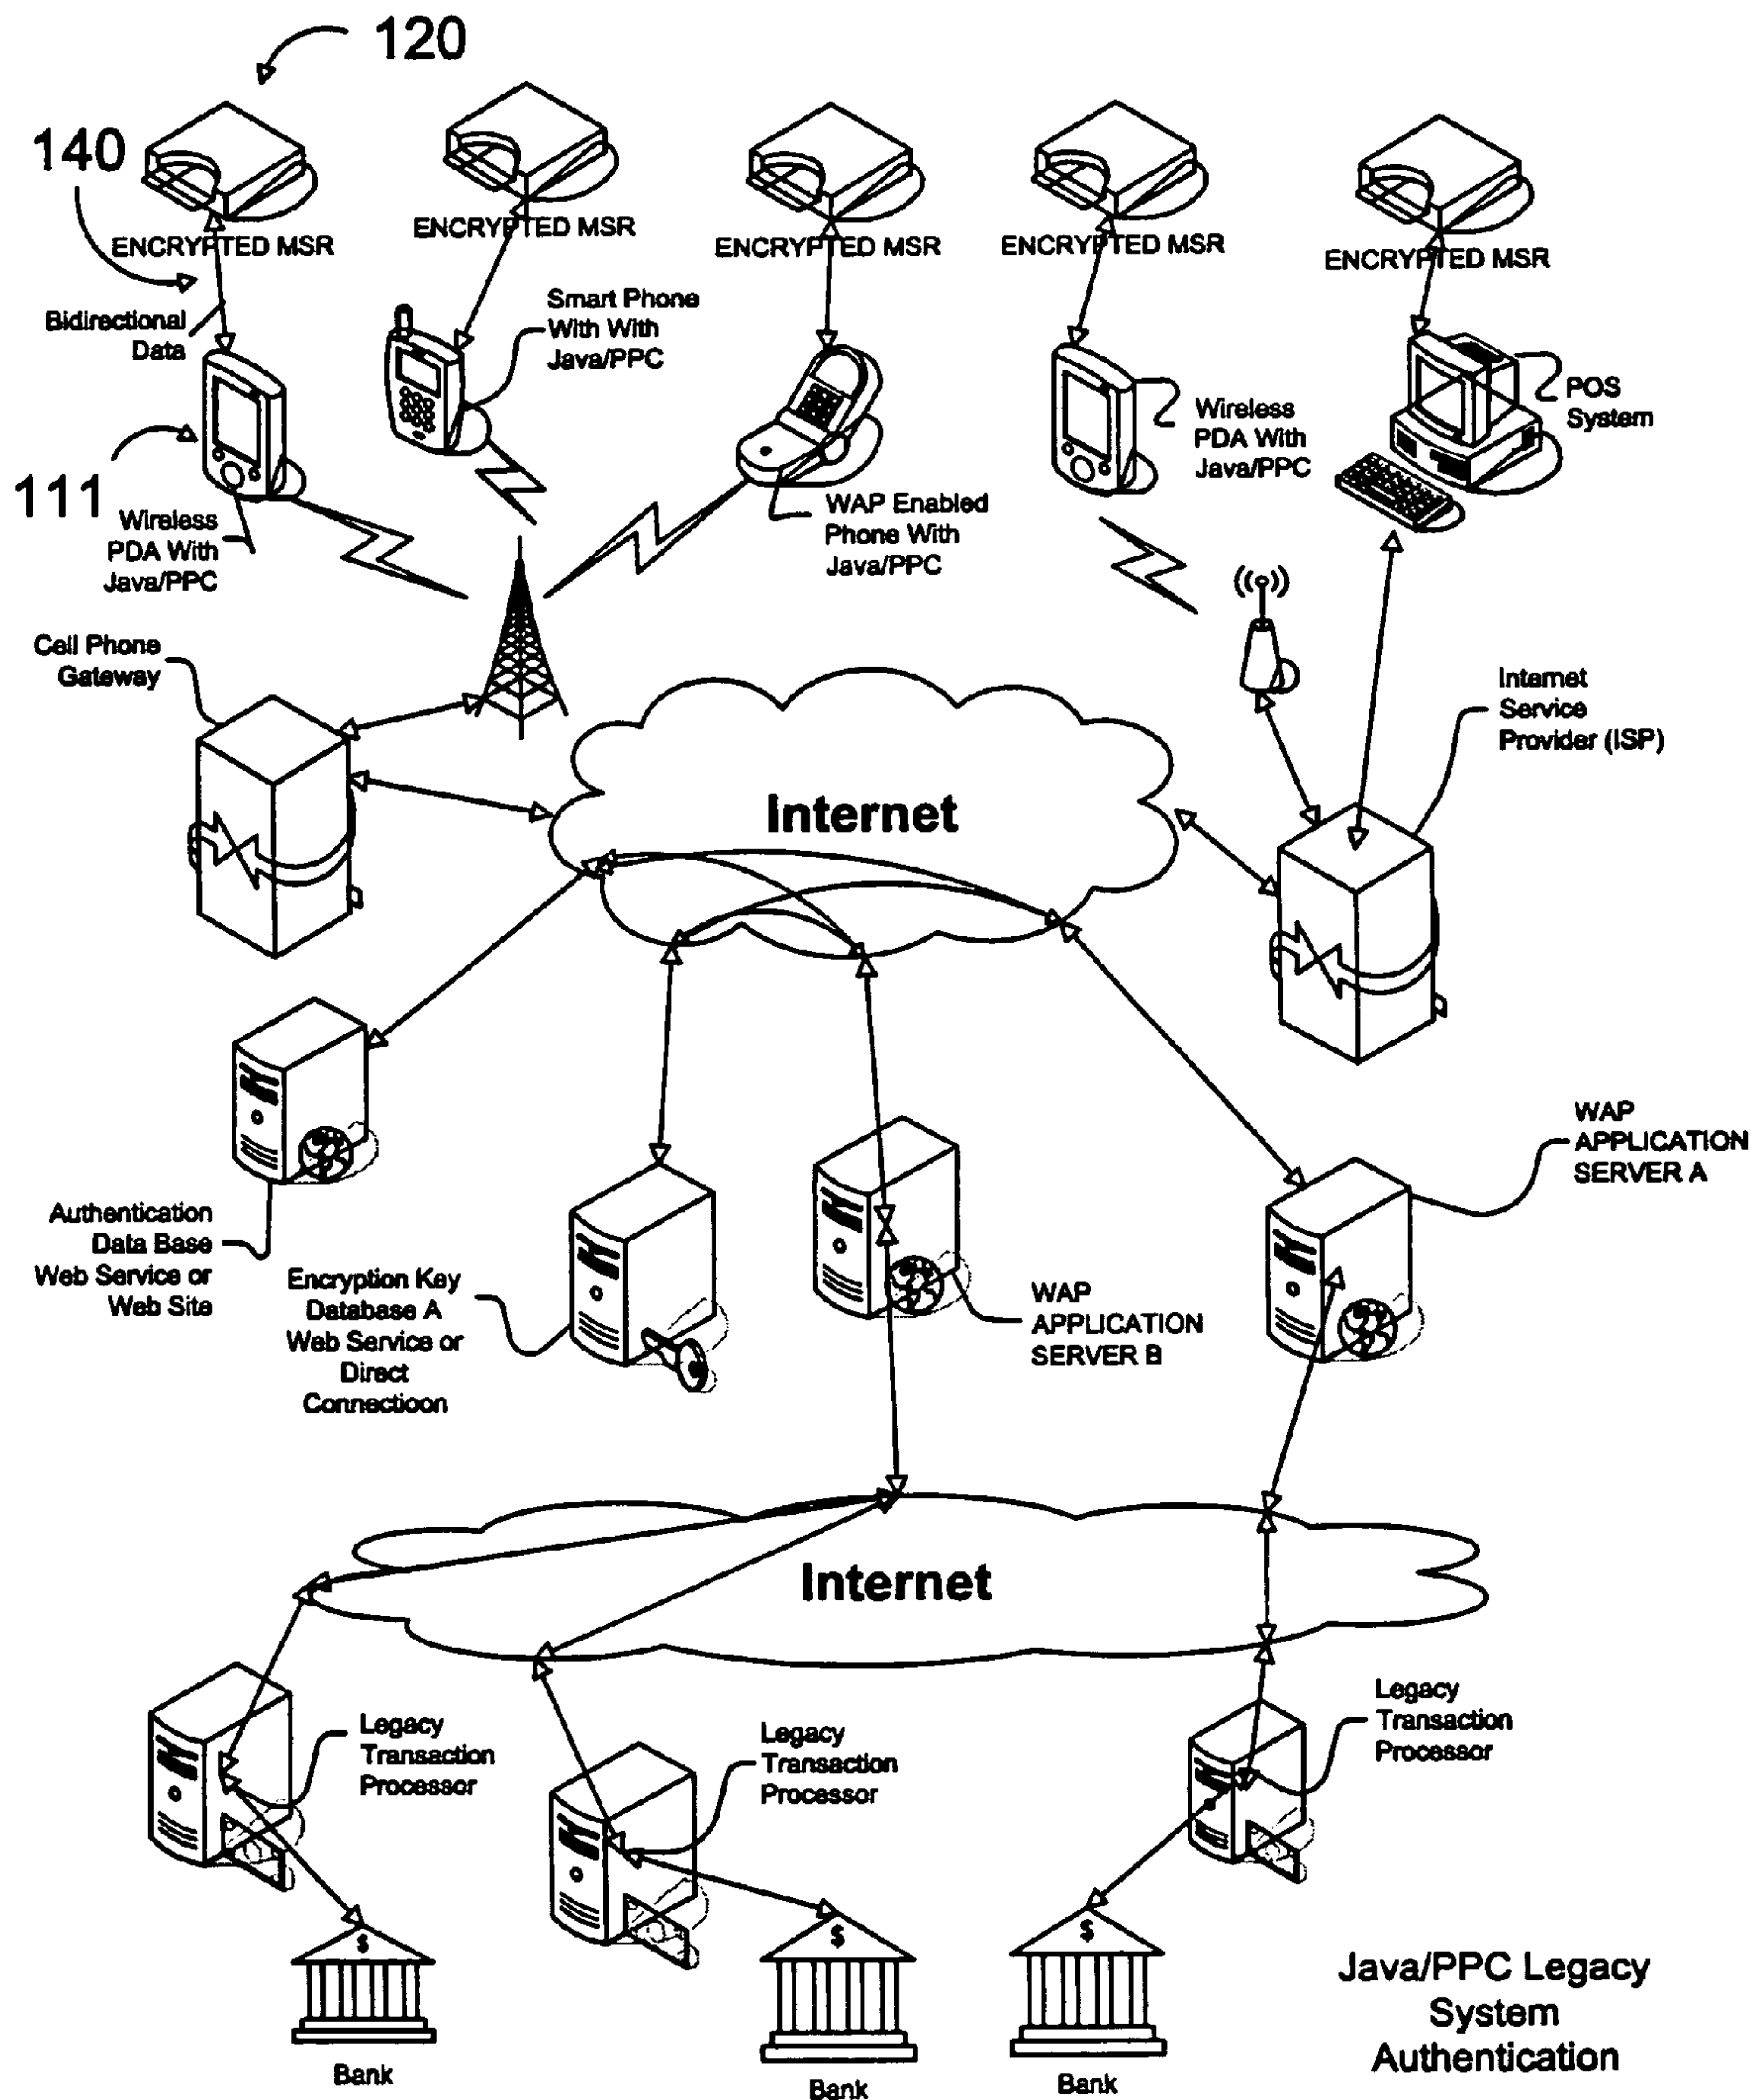 120
140
ENCRYPTED MSR
ENCRYPTED MSR
ENCRYPTED MSR
ENCRYPTED MSR
ENCRYPTED MSR
Bidirectional
Data
Smart Phone
With With
Java/PPC
POS
System
Wireless
PDA With
Java/PPC
111
Wireless
PDA With
Java/PPC
WAP Enabled
Phone With
Java/PPC
Cell Phone
Gateway
Internet
Service
Provider (ISP)
Internet
WAP
APPLICATION
SERVER A
Authentication
Data Base
Web Service or
Web Site
Encryption Key
Database A
Web Service or
Direct
Connectioon
WAP
APPLICATION
SERVER B
Internet
Legacy
Transaction
Processor
Legacy
Transaction
Processor
Legacy
Transaction
Processor
$
$
$
Bank
Bank
Bank
Java/PPC Legacy
System
Authentication